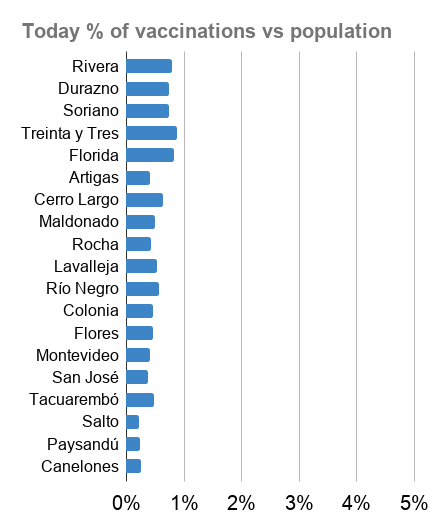 Today % of vaccinations vs population
Rivera
Durazno
Soriano
Treinta y Tres
Florida
Artigas
Cerro Largo
Maldonado
Rocha
Lavalleja
Río Negro
Colonia
Flores
Montevideo
San José
Tacuarembó
Salto
Paysandú
Canelones
0% 1% 2% 3% 4% 5%